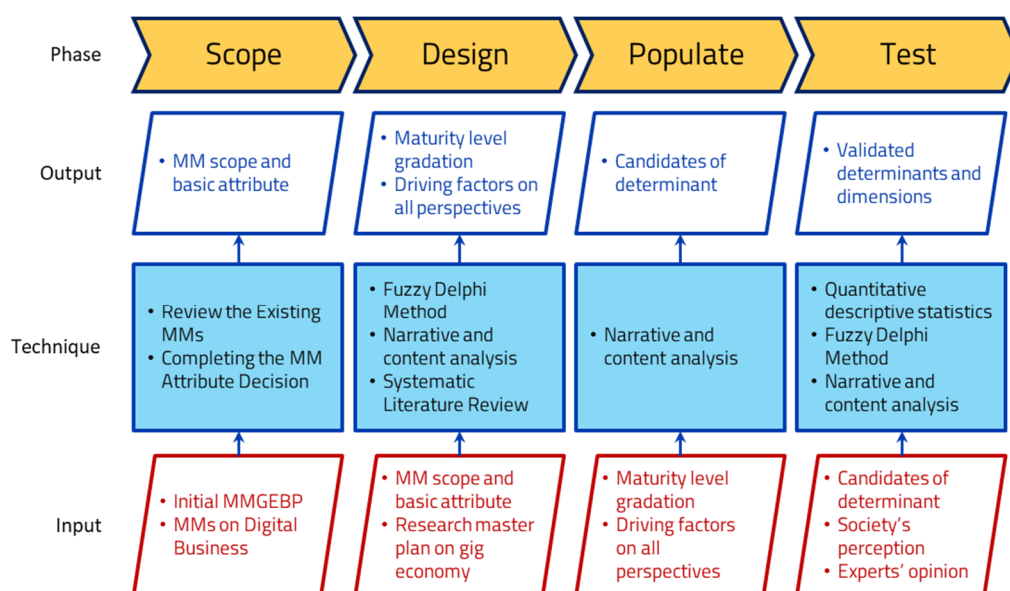 Phase
Scope
Design
Populate
Test
Output
• MM scope and
basic attribute
• Maturity level
gradation
• Driving factors on
all perspectives
• Candidates of
determinant
• Validated
determinants and
dimensions
Technique
• Review the Existing
MMs
• Completing the MM
Attribute Decision
• Fuzzy Delphi
Method
• Narrative and
content analysis
• Systematic
Literature Review
• Narrative and
content analysis
• Quantitative
descriptive statistics
• Fuzzy Delphi
Method
• Narrative and
content analysis
Input
• Initial MMGEBP
• MMs on Digital
Business
• MM scope and
basic attribute
• Research master
plan on gig
economy
• Maturity level
gradation
• Driving factors
on all
perspectives
• Candidates of
determinant
• Society's
perception
• Experts' opinion